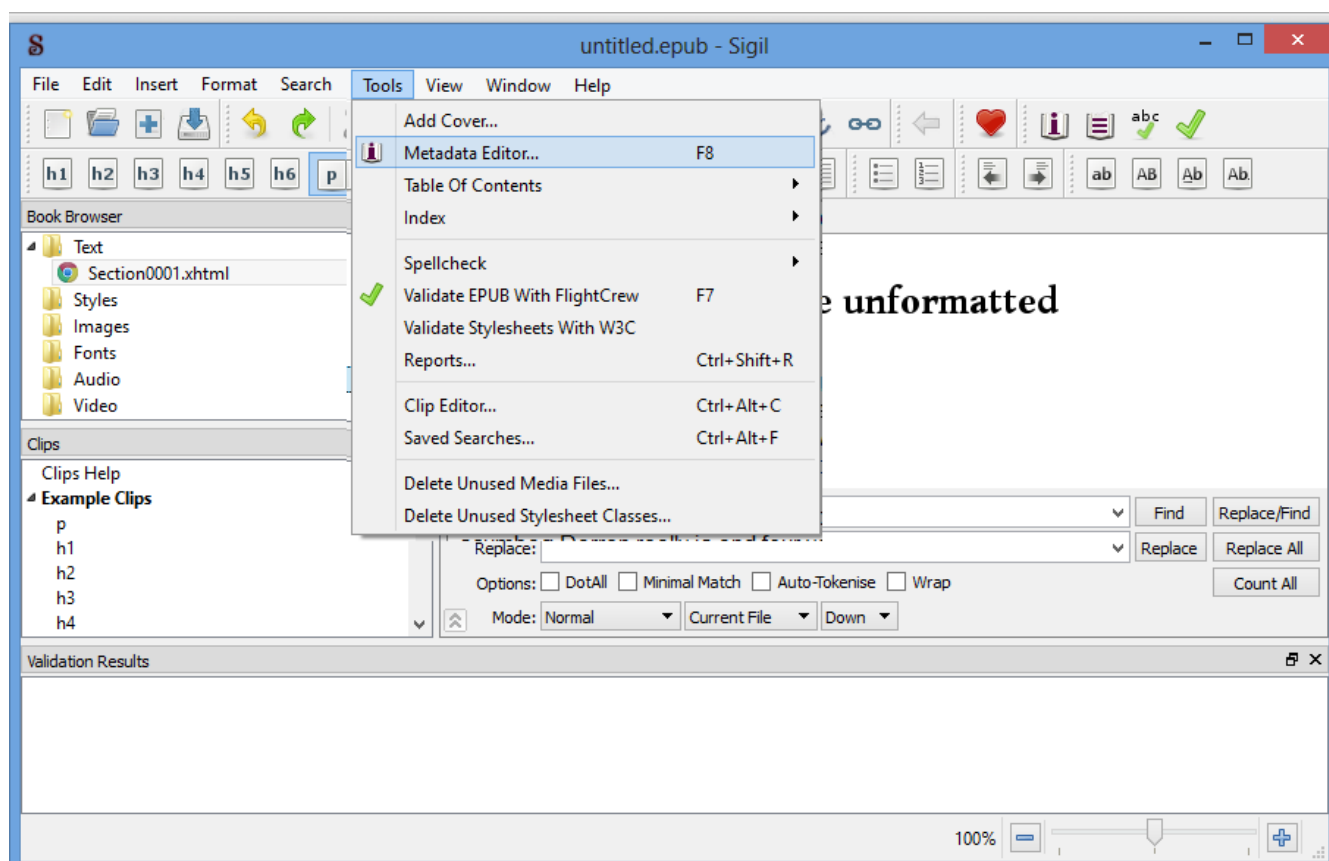 untitled.epub - Sigil
File Edit Insert Format Search Tools View Window Help
abc
h1 h2 h3 h4 h5 h6 p ab AB Ab Ab.
Add Cover...
Metadata Editor... F8
Table Of Contents
Index
Spellcheck
Validate EPUB With FlightCrew F7
Validate Stylesheets With W3C
Reports... Ctrl+Shift+R
Clip Editor... Ctrl+Alt+C
Saved Searches... Ctrl+Alt+F
Delete Unused Media Files...
Delete Unused Stylesheet Classes...
Book Browser
Text
Section0001.xhtml
Styles
Images
Fonts
Audio
Video
unformatted
Clips
Clips Help
Example Clips
p
h1
h2
h3
h4
Find Replace/Find
Replace: Replace Replace All
Options: DotAll Minimal Match Auto-Tokenise Wrap Count All
Mode: Normal Current File Down
Validation Results
100%